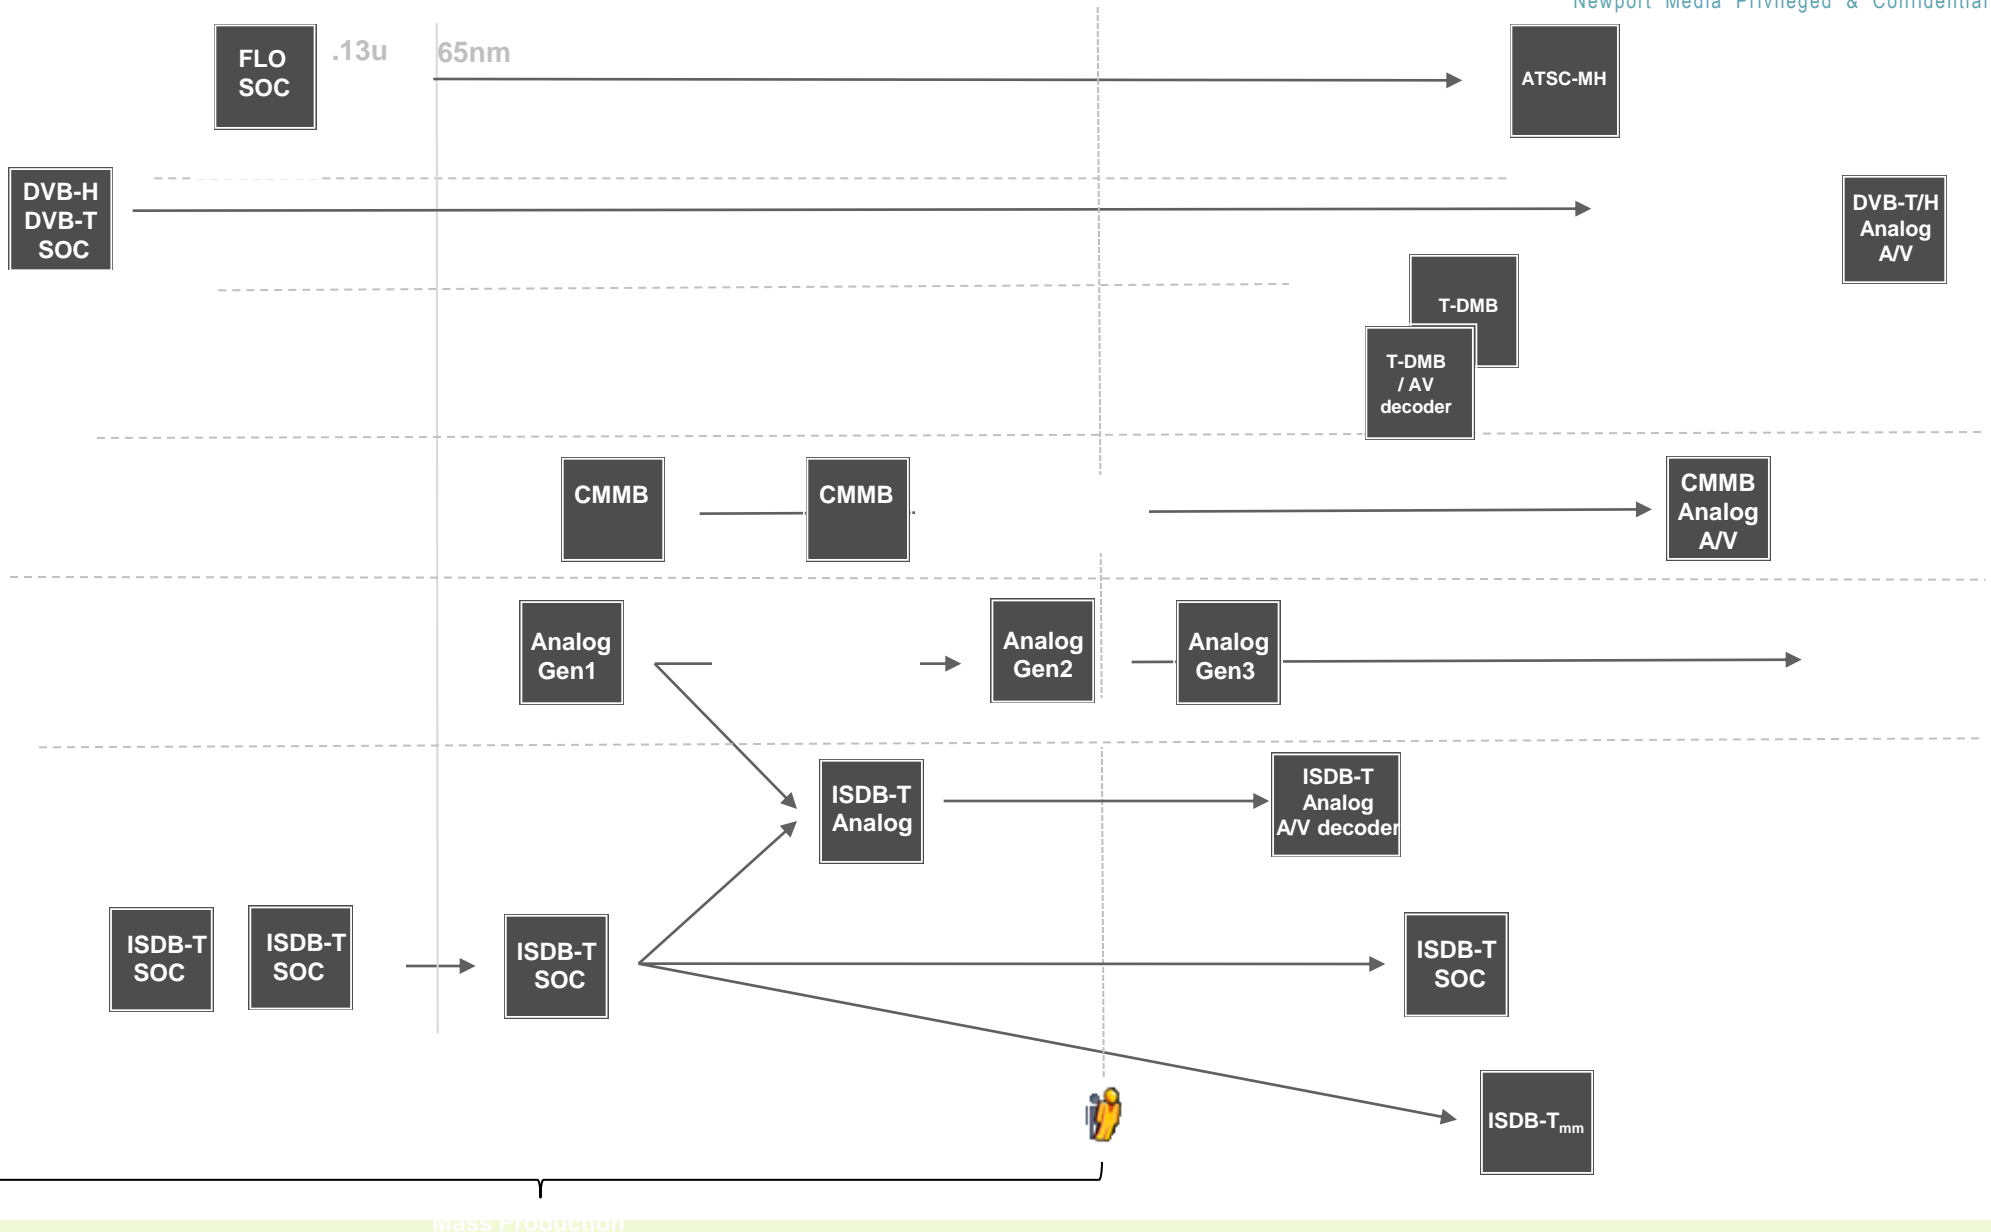 Newport Media Privileged & Confidential
FLO
SOC
.13u
65nm
ATSC-MH
DVB-H
DVB-T
SOC
DVB-T/H
Analog
A/V
T-DMB
T-DMB
/ AV
decoder
CMMB
CMMB
CMMB
Analog
A/V
Analog
Gen1
Analog
Gen2
Analog
Gen3
ISDB-T
Analog
ISDB-T
Analog
A/V decoder
ISDB-T
SOC
ISDB-T
SOC
ISDB-T
SOC
ISDB-T
SOC
ISDB-Tmm
Mass Production